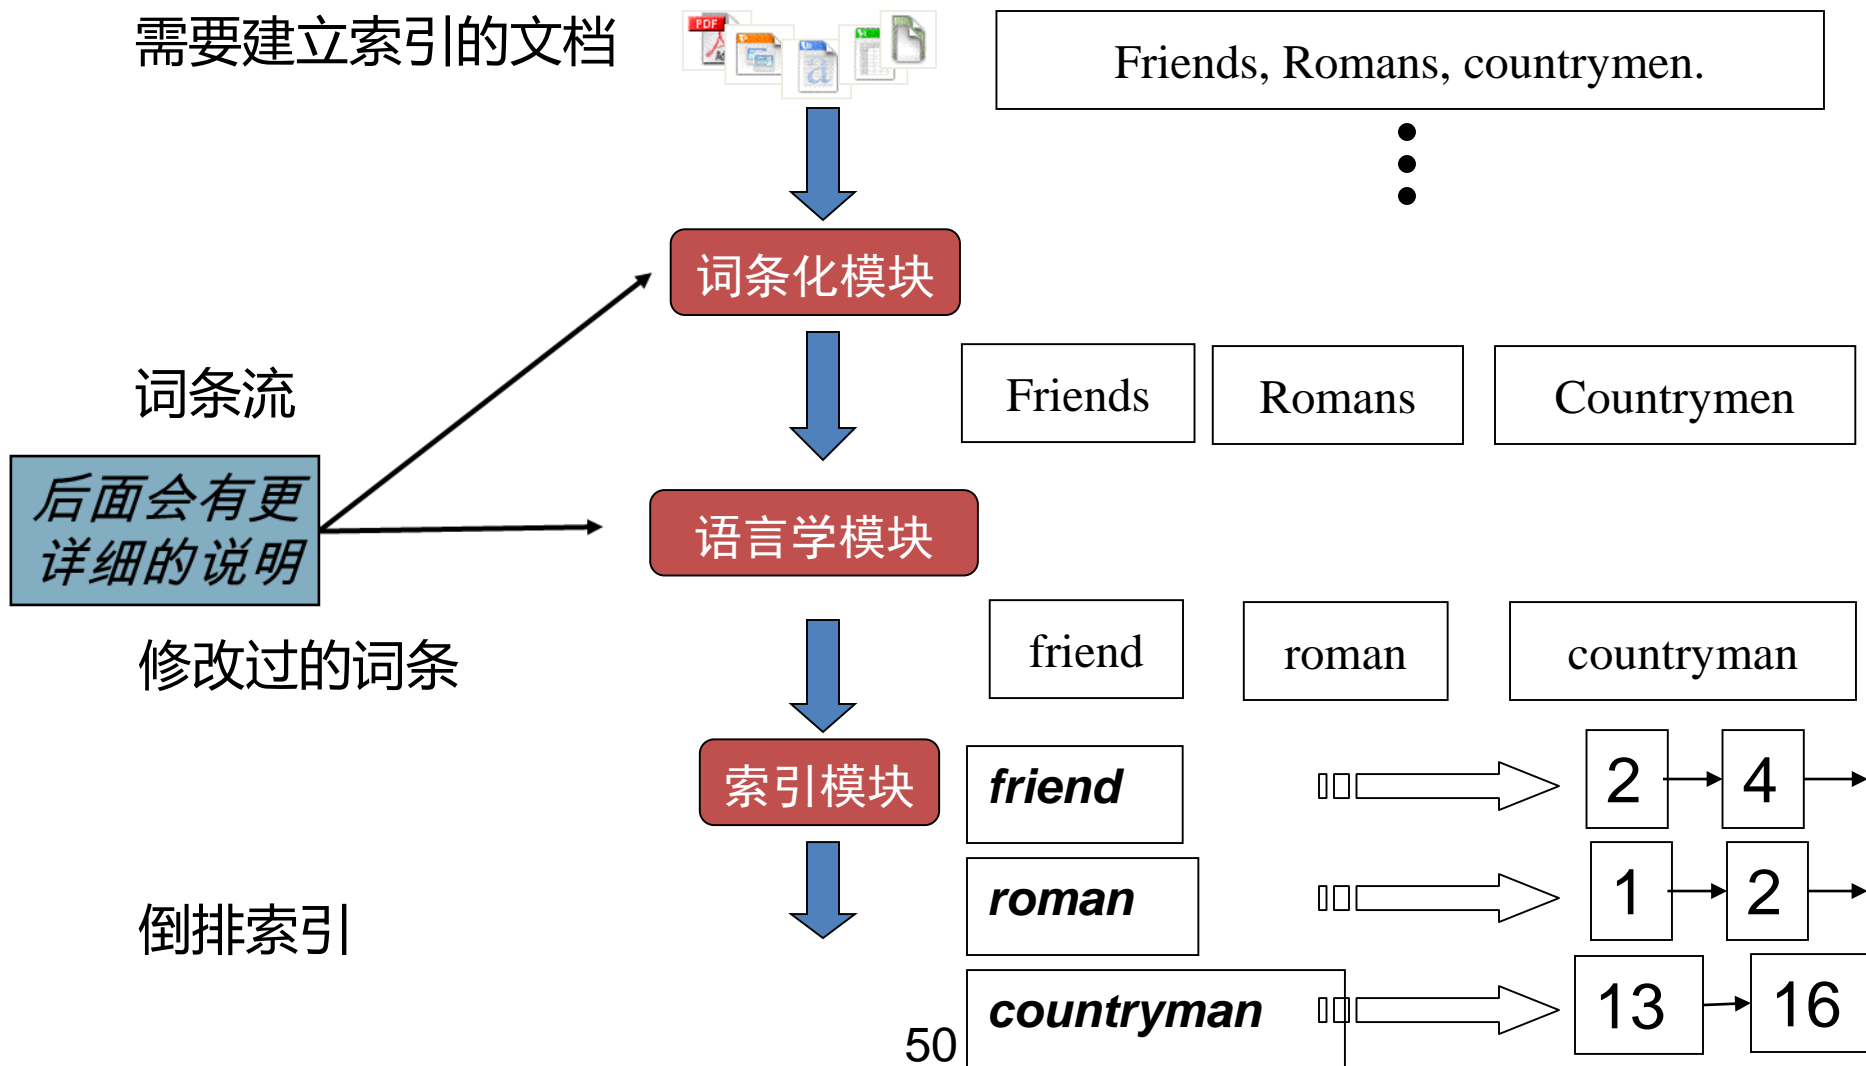 需要建立索引的文档
PDF
Friends, Romans, countrymen.
词条化模块
词条流
Friends
Romans
Countrymen
后面会有更
详细的说明
语言学模块
修改过的词条
friend
roman
countryman
索引模块
friend
2
4
roman
1
2
倒排索引
countryman
13
16
50